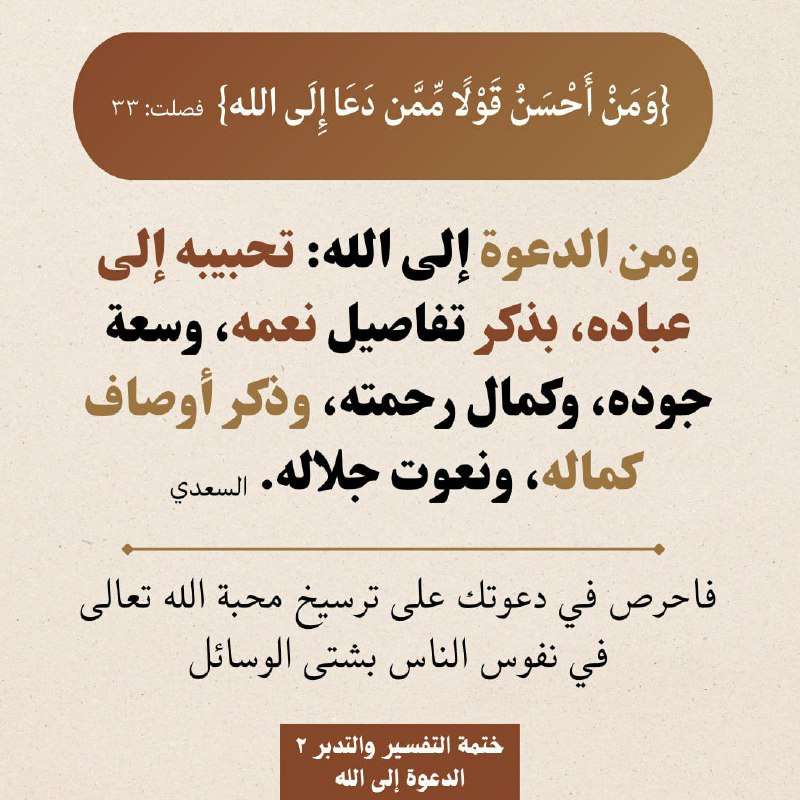 {وَمَنْ أَحْسَنُ قَوْلًا مِّمَّن دَعَا إِلَى الله} فصلت: ٣٣
ومن الدعوة إلى الله: تحبيبه إلى
عباده، بذكر تفاصيل نعمه، وسعة
جوده، وكمال رحمته، وذكر أوصاف
كماله، ونعوت جلاله. السعدي
فاحرص في دعوتك على ترسيخ محبة الله تعالى
في نفوس الناس بشتى الوسائل
ختمة التفسير والتدبر ٢
الدعوة إلى الله